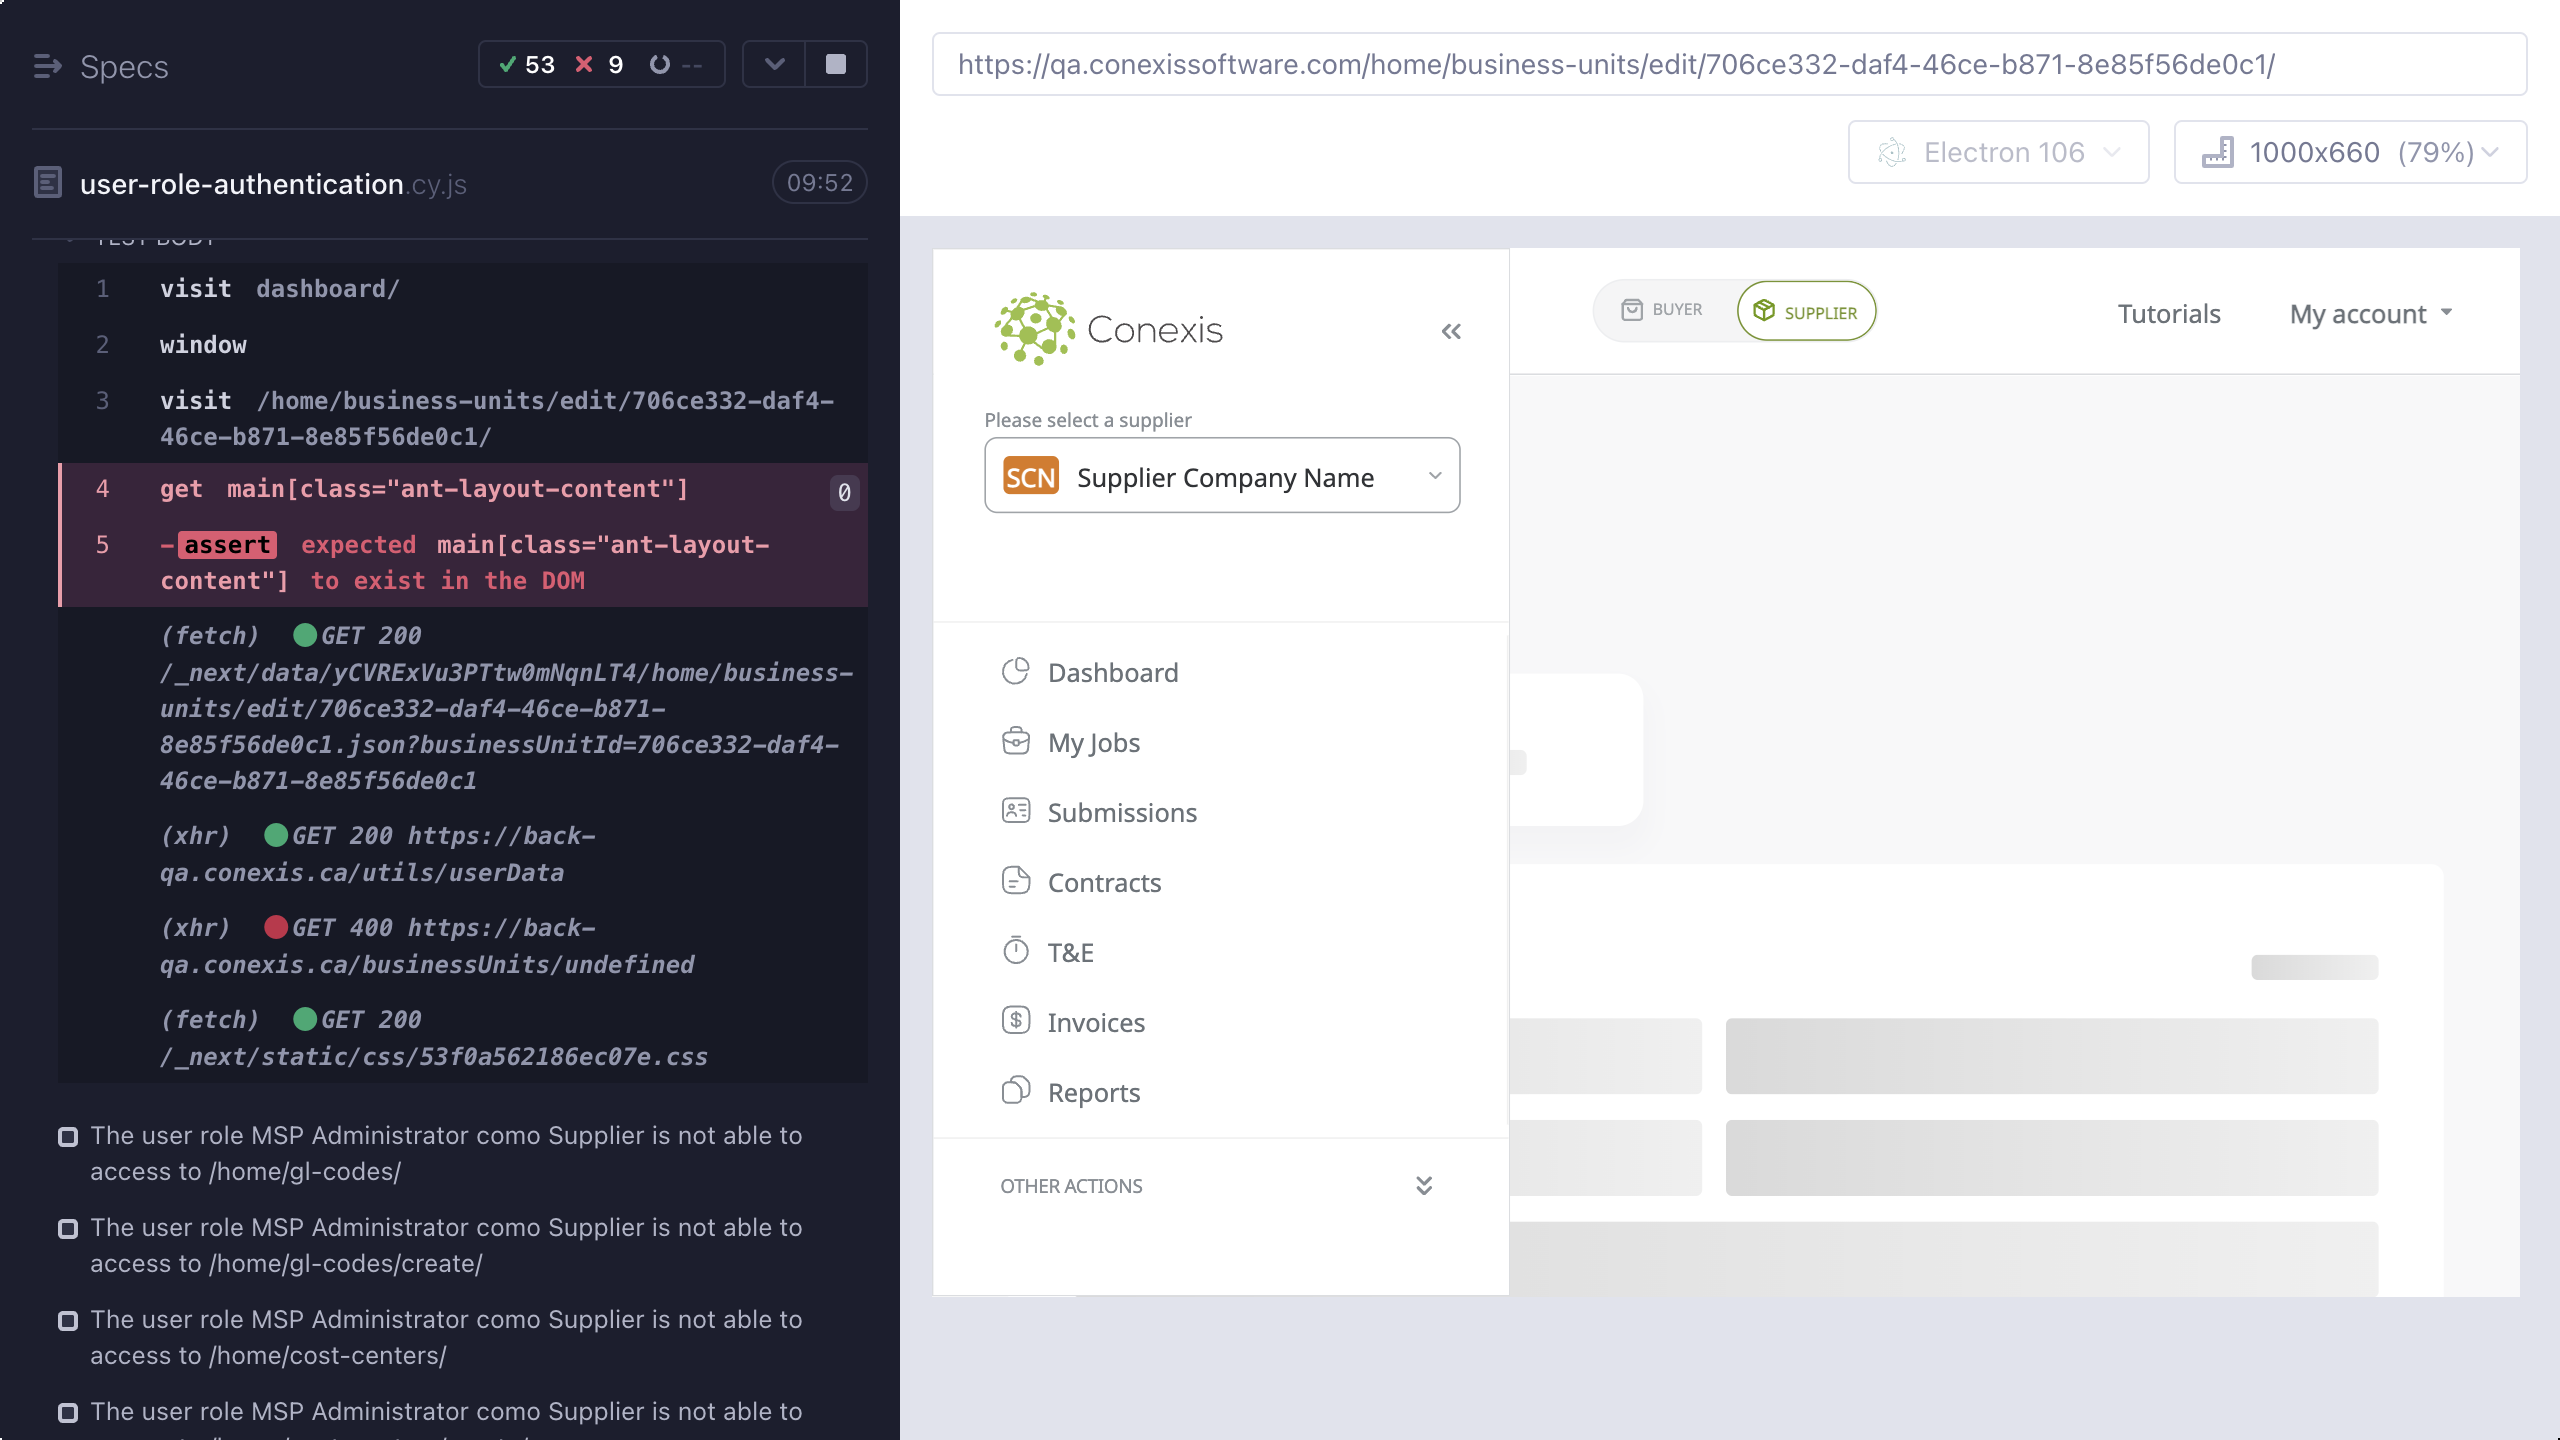 Specs
53 9 --
user-role-authentication.cy.js 09:52
TEST BODY
1 visit dashboard/
2 window
3 visit /home/business-units/edit/706ce332-daf4-
46ce-b871-8e85f56de0c1/
4 get main[class="ant-layout-content"] 0
5 -assert expected main[class="ant-layout-
content"] to exist in the DOM
(fetch) GET 200
/_next/data/yCVRExVu3PTtw0mNqnLT4/home/business-
units/edit/706ce332-daf4-46ce-b871-
8e85f56de0c1.json?businessUnitId=706ce332-daf4-
46ce-b871-8e85f56de0c1
(xhr) GET 200 https://back-
qa.conexis.ca/utils/userData
(xhr) GET 400 https://back-
qa.conexis.ca/businessUnits/undefined
(fetch) GET 200
/_next/static/css/53f0a562186ec07e.css
The user role MSP Administrator como Supplier is not able to
access to /home/gl-codes/
The user role MSP Administrator como Supplier is not able to
access to /home/gl-codes/create/
The user role MSP Administrator como Supplier is not able to
access to /home/cost-centers/
The user role MSP Administrator como Supplier is not able to
https://qa.conexissoftware.com/home/business-units/edit/706ce332-daf4-46ce-b871-8e85f56de0c1/
Electron 106
1000x660 (79%)
Conexis
BUYER
SUPPLIER
Tutorials
My account
Please select a supplier
SCN Supplier Company Name
Dashboard
My Jobs
Submissions
Contracts
T&E
Invoices
Reports
OTHER ACTIONS